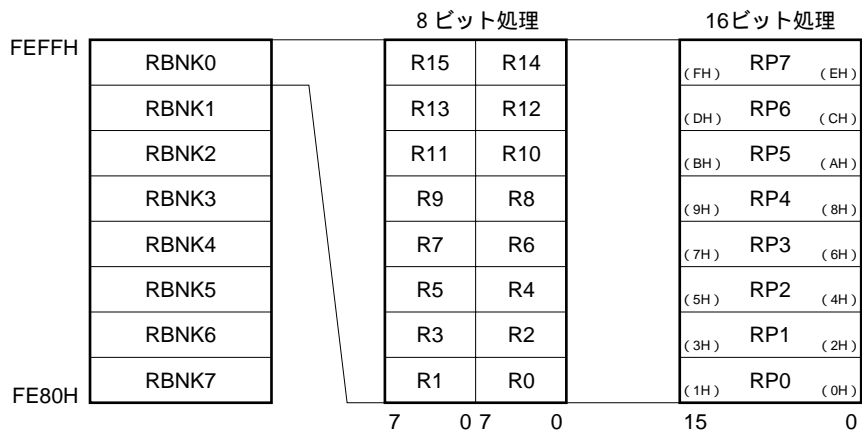 8 ビット処理 16ビット処理
FEFFH RBNK0 R15 R14 (FH) RP7 (EH)
RBNK1 R13 R12 (DH) RP6 (CH)
RBNK2 R11 R10 (BH) RP5 (AH)
RBNK3 R9 R8 (9H) RP4 (8H)
RBNK4 R7 R6 (7H) RP3 (6H)
RBNK5 R5 R4 (5H) RP2 (4H)
RBNK6 R3 R2 (3H) RP1 (2H)
FE80H RBNK7 R1 R0 (1H) RP0 (0H)
7 0 7 0 15 0